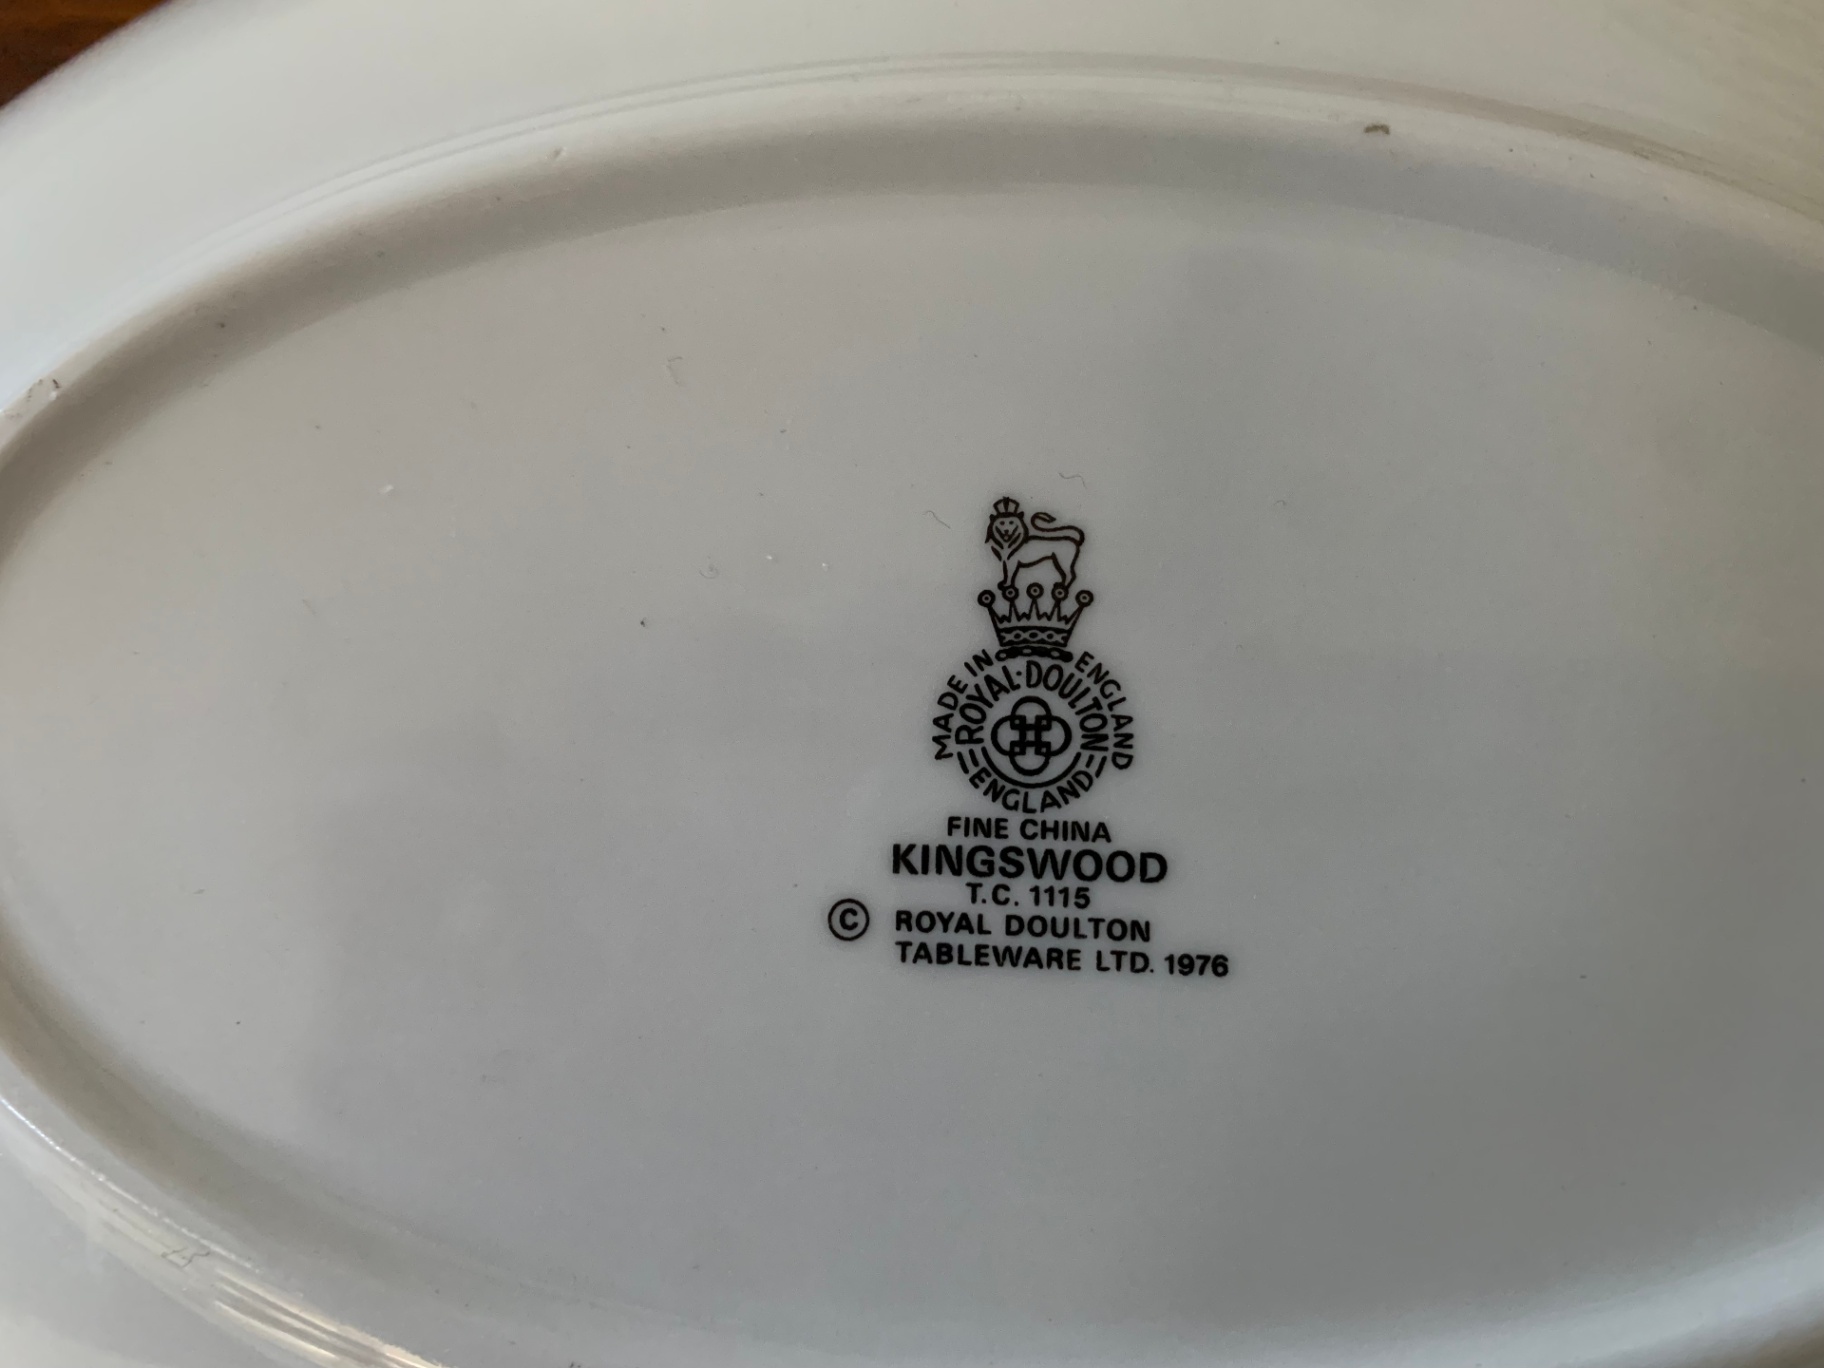 MADE IN ENGLAND
ROYAL·DOULTON
ENGLAND
FINE CHINA
KINGSWOOD
T.C. 1115
© ROYAL DOULTON
TABLEWARE LTD. 1976